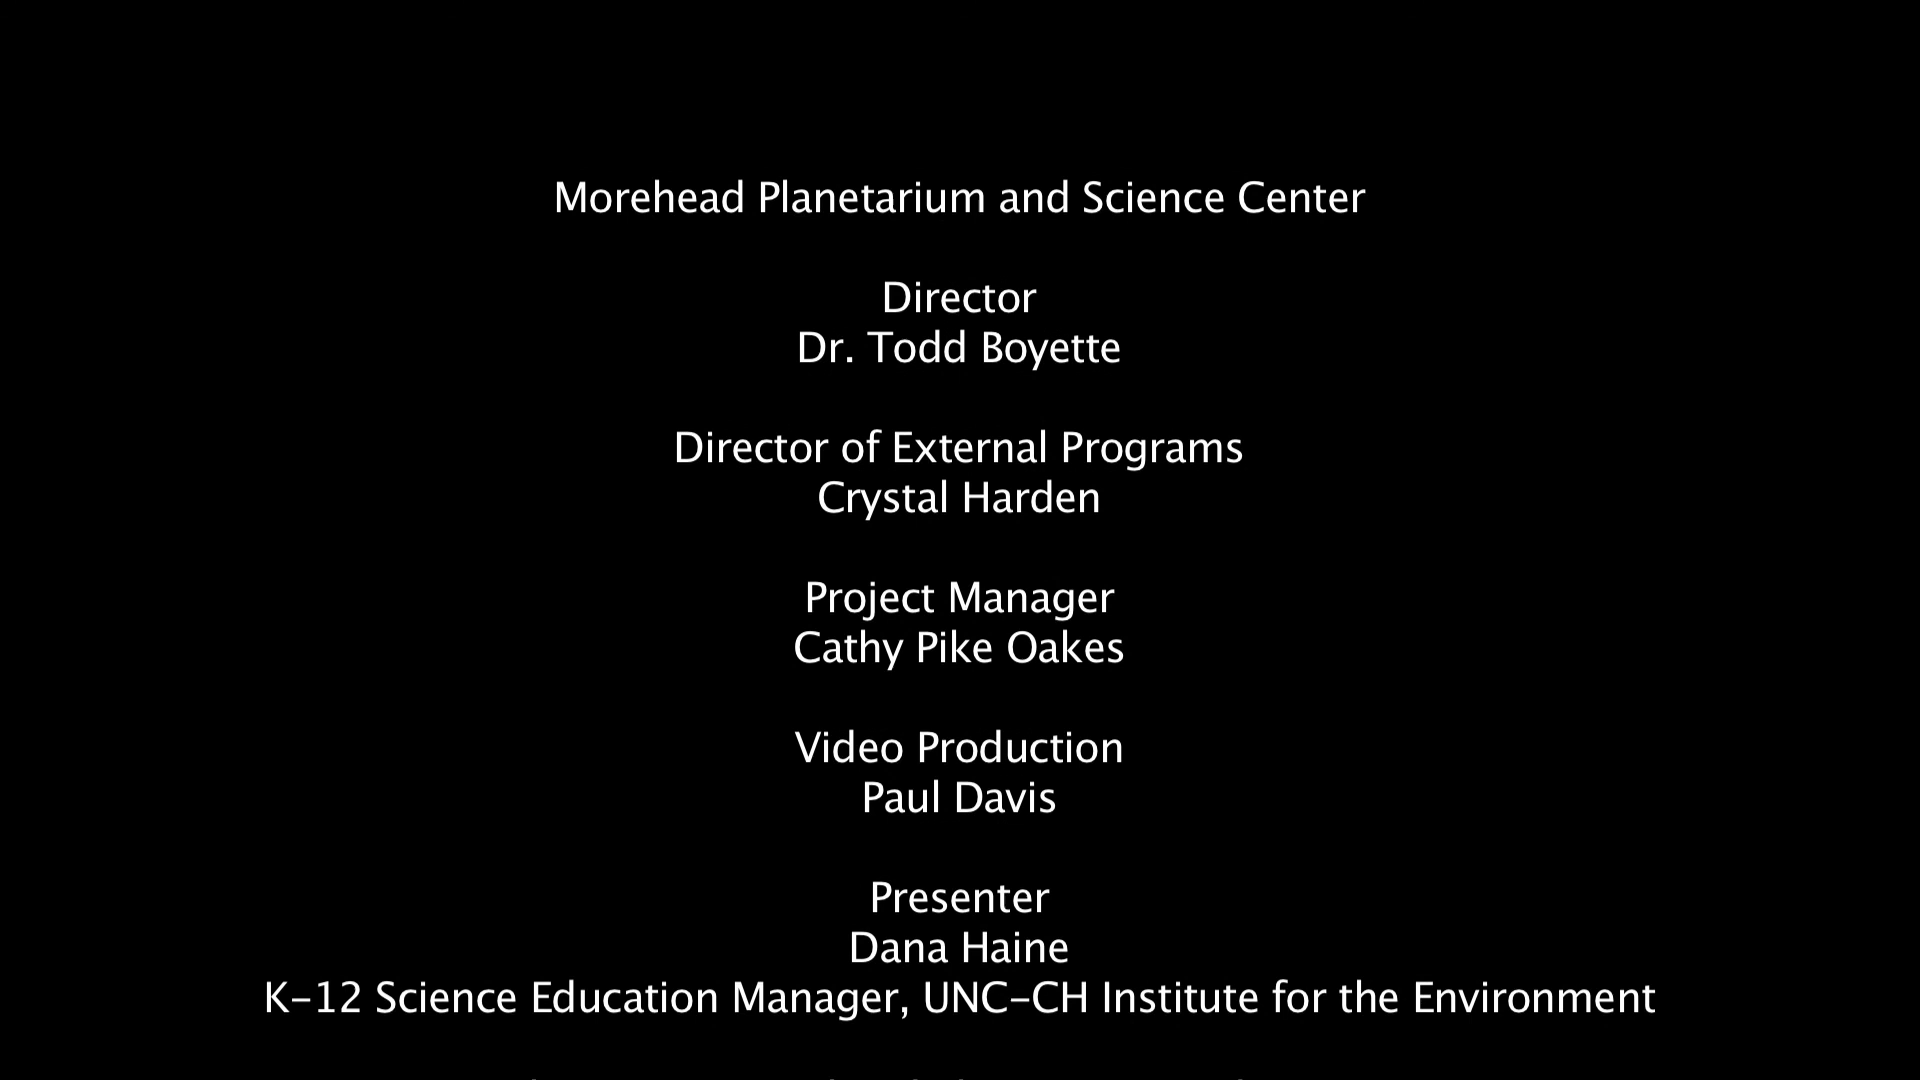 Morehead Planetarium and Science Center
Director
Dr. Todd Boyette
Director of External Programs
Crystal Harden
Project Manager
Cathy Pike Oakes
Video Production
Paul Davis
Presenter
Dana Haine
K-12 Science Education Manager, UNC-CH Institute for the Environment